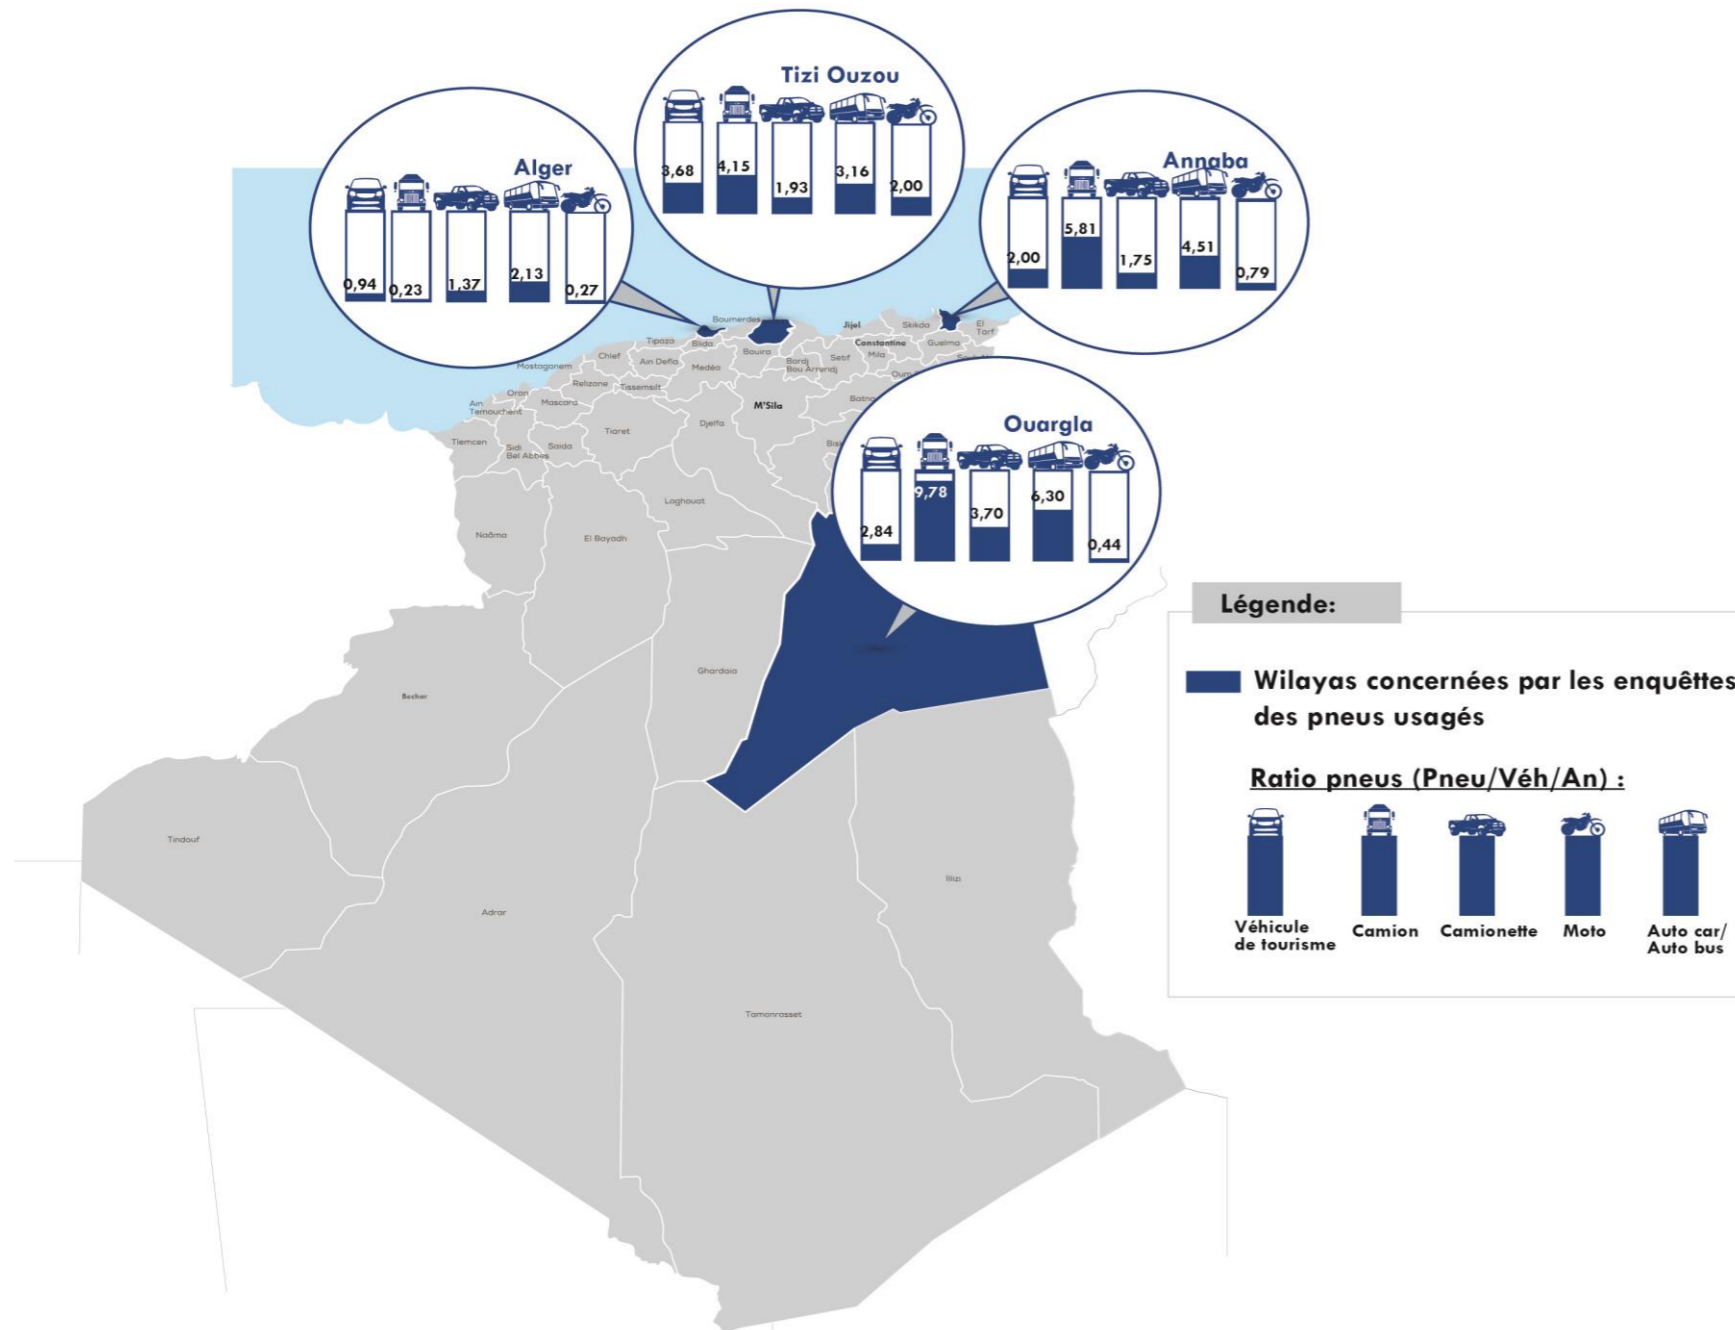 Tizi Ouzou
3,68
4,15
1,93
3,16
2,00
Alger
0,94
0,23
1,37
2,13
0,27
Annaba
2,00
5,81
1,75
4,51
0,79
Ouargla
2,84
9,78
3,70
6,30
0,44
Boumerdes
Tipaza
Blida
Jijel
Skikda
El
Tarf
Chlef
Ain Defla
Medéa
Bouira
Bordj
Bou Arrendj
Setif
Mila
Constantine
Guelma
Mostaganem
Relizane
Tissemsilt
M'Sila
Batna
Oran
Ain
Temouchent
Mascara
Tiaret
Djelfa
Tlemcen
Sidi
Bel Abbes
Saida
Laghouat
Naâma
El Bayadh
Ghardaia
Bechar
Tindouf
Adrar
Illizi
Tamanrasset
Légende:
Wilayas concernées par les enquêttes
des pneus usagés
Ratio pneus (Pneu/Véh/An) :
Véhicule
de tourisme
Camion
Camionette
Moto
Auto car/
Auto bus